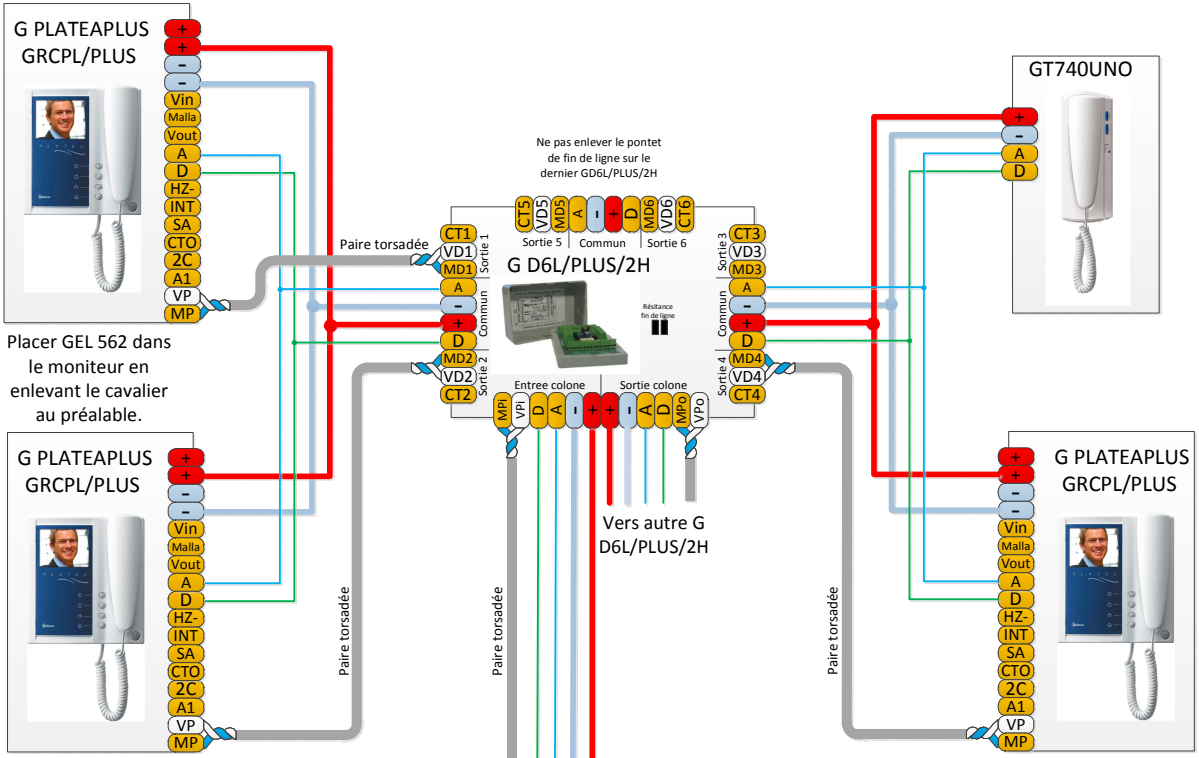 G PLATEAPLUS
GRCPL/PLUS
+
+
-
-
Vin
Malla
Vout
A
D
HZ-
INT
SA
CTO
2C
A1
VP
MP
Placer GEL 562 dans
le moniteur en
enlevant le cavalier
au préalable.
G PLATEAPLUS
GRCPL/PLUS
+
+
-
-
Vin
Malla
Vout
A
D
HZ-
INT
SA
CTO
2C
A1
VP
MP
Paire torsadée
Paire torsadée
Paire torsadée
Ne pas enlever le pontet
de fin de ligne sur le
dernier GD6L/PLUS/2H
CT5 VD5 MD5 A - + D MD6 VD6 CT6
Sortie 5 Commun Sortie 6
G D6L/PLUS/2H
CT1
VD1
MD1
Sortie 1
A
-
+
D
Commun
MD2
VD2
CT2
Sortie 2
Résitance
fin de ligne
CT3
VD3
MD3
Sortie 3
A
-
+
D
Commun
MD4
VD4
CT4
Sortie 4
Entree colone Sortie colone
MPi VPi D A - + + - A D MPo VPo
Vers autre G
D6L/PLUS/2H
Paire torsadée
GT740UNO
+
-
A
D
G PLATEAPLUS
GRCPL/PLUS
+
+
-
-
Vin
Malla
Vout
A
D
HZ-
INT
SA
CTO
2C
A1
VP
MP